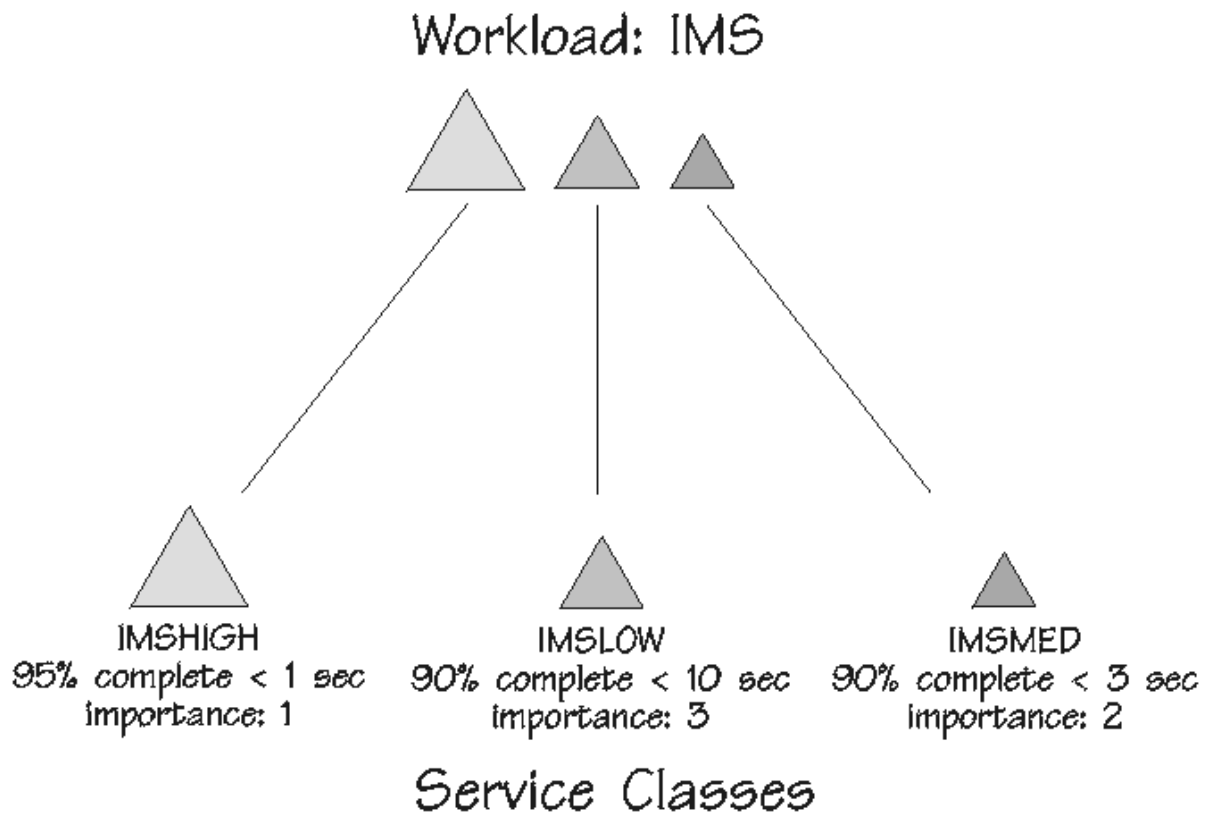 Workload: IMS
IMSHIGH
95% complete < 1 sec
importance: 1
IMSLOW
90% complete < 10 sec
importance: 3
IMSMED
90% complete < 3 sec
importance: 2
Service Classes